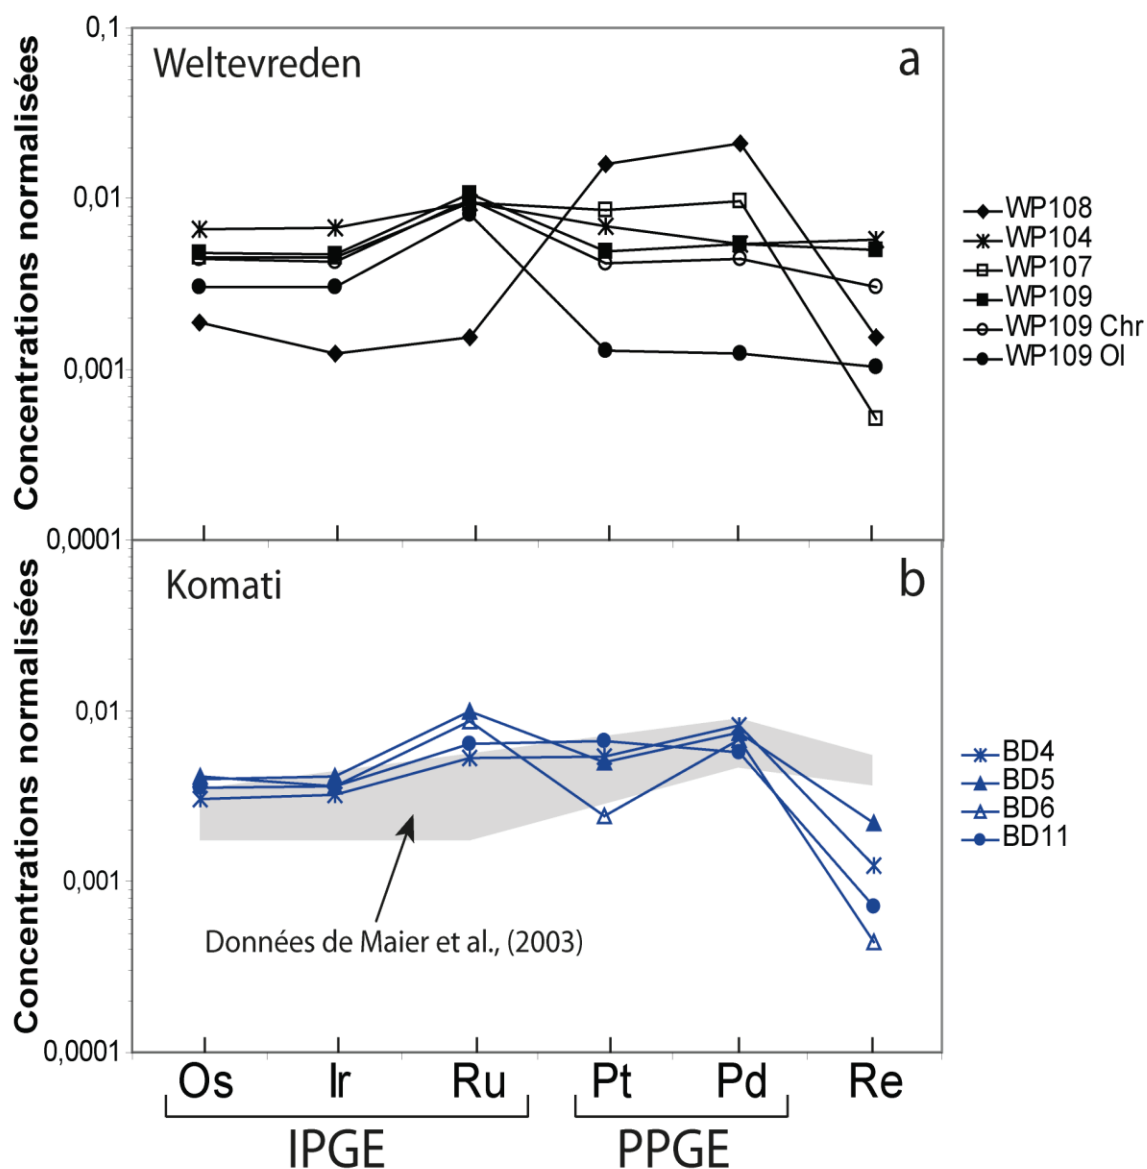 Weltevreden
a
Concentrations normalisées
0,1
0,01
0,001
0,0001
WP108
WP104
WP107
WP109
WP109 Chr
WP109 Ol
Komati
b
Concentrations normalisées
0,01
0,001
0,0001
Données de Maier et al., (2003)
BD4
BD5
BD6
BD11
Os Ir Ru Pt Pd Re
IPGE PPGE